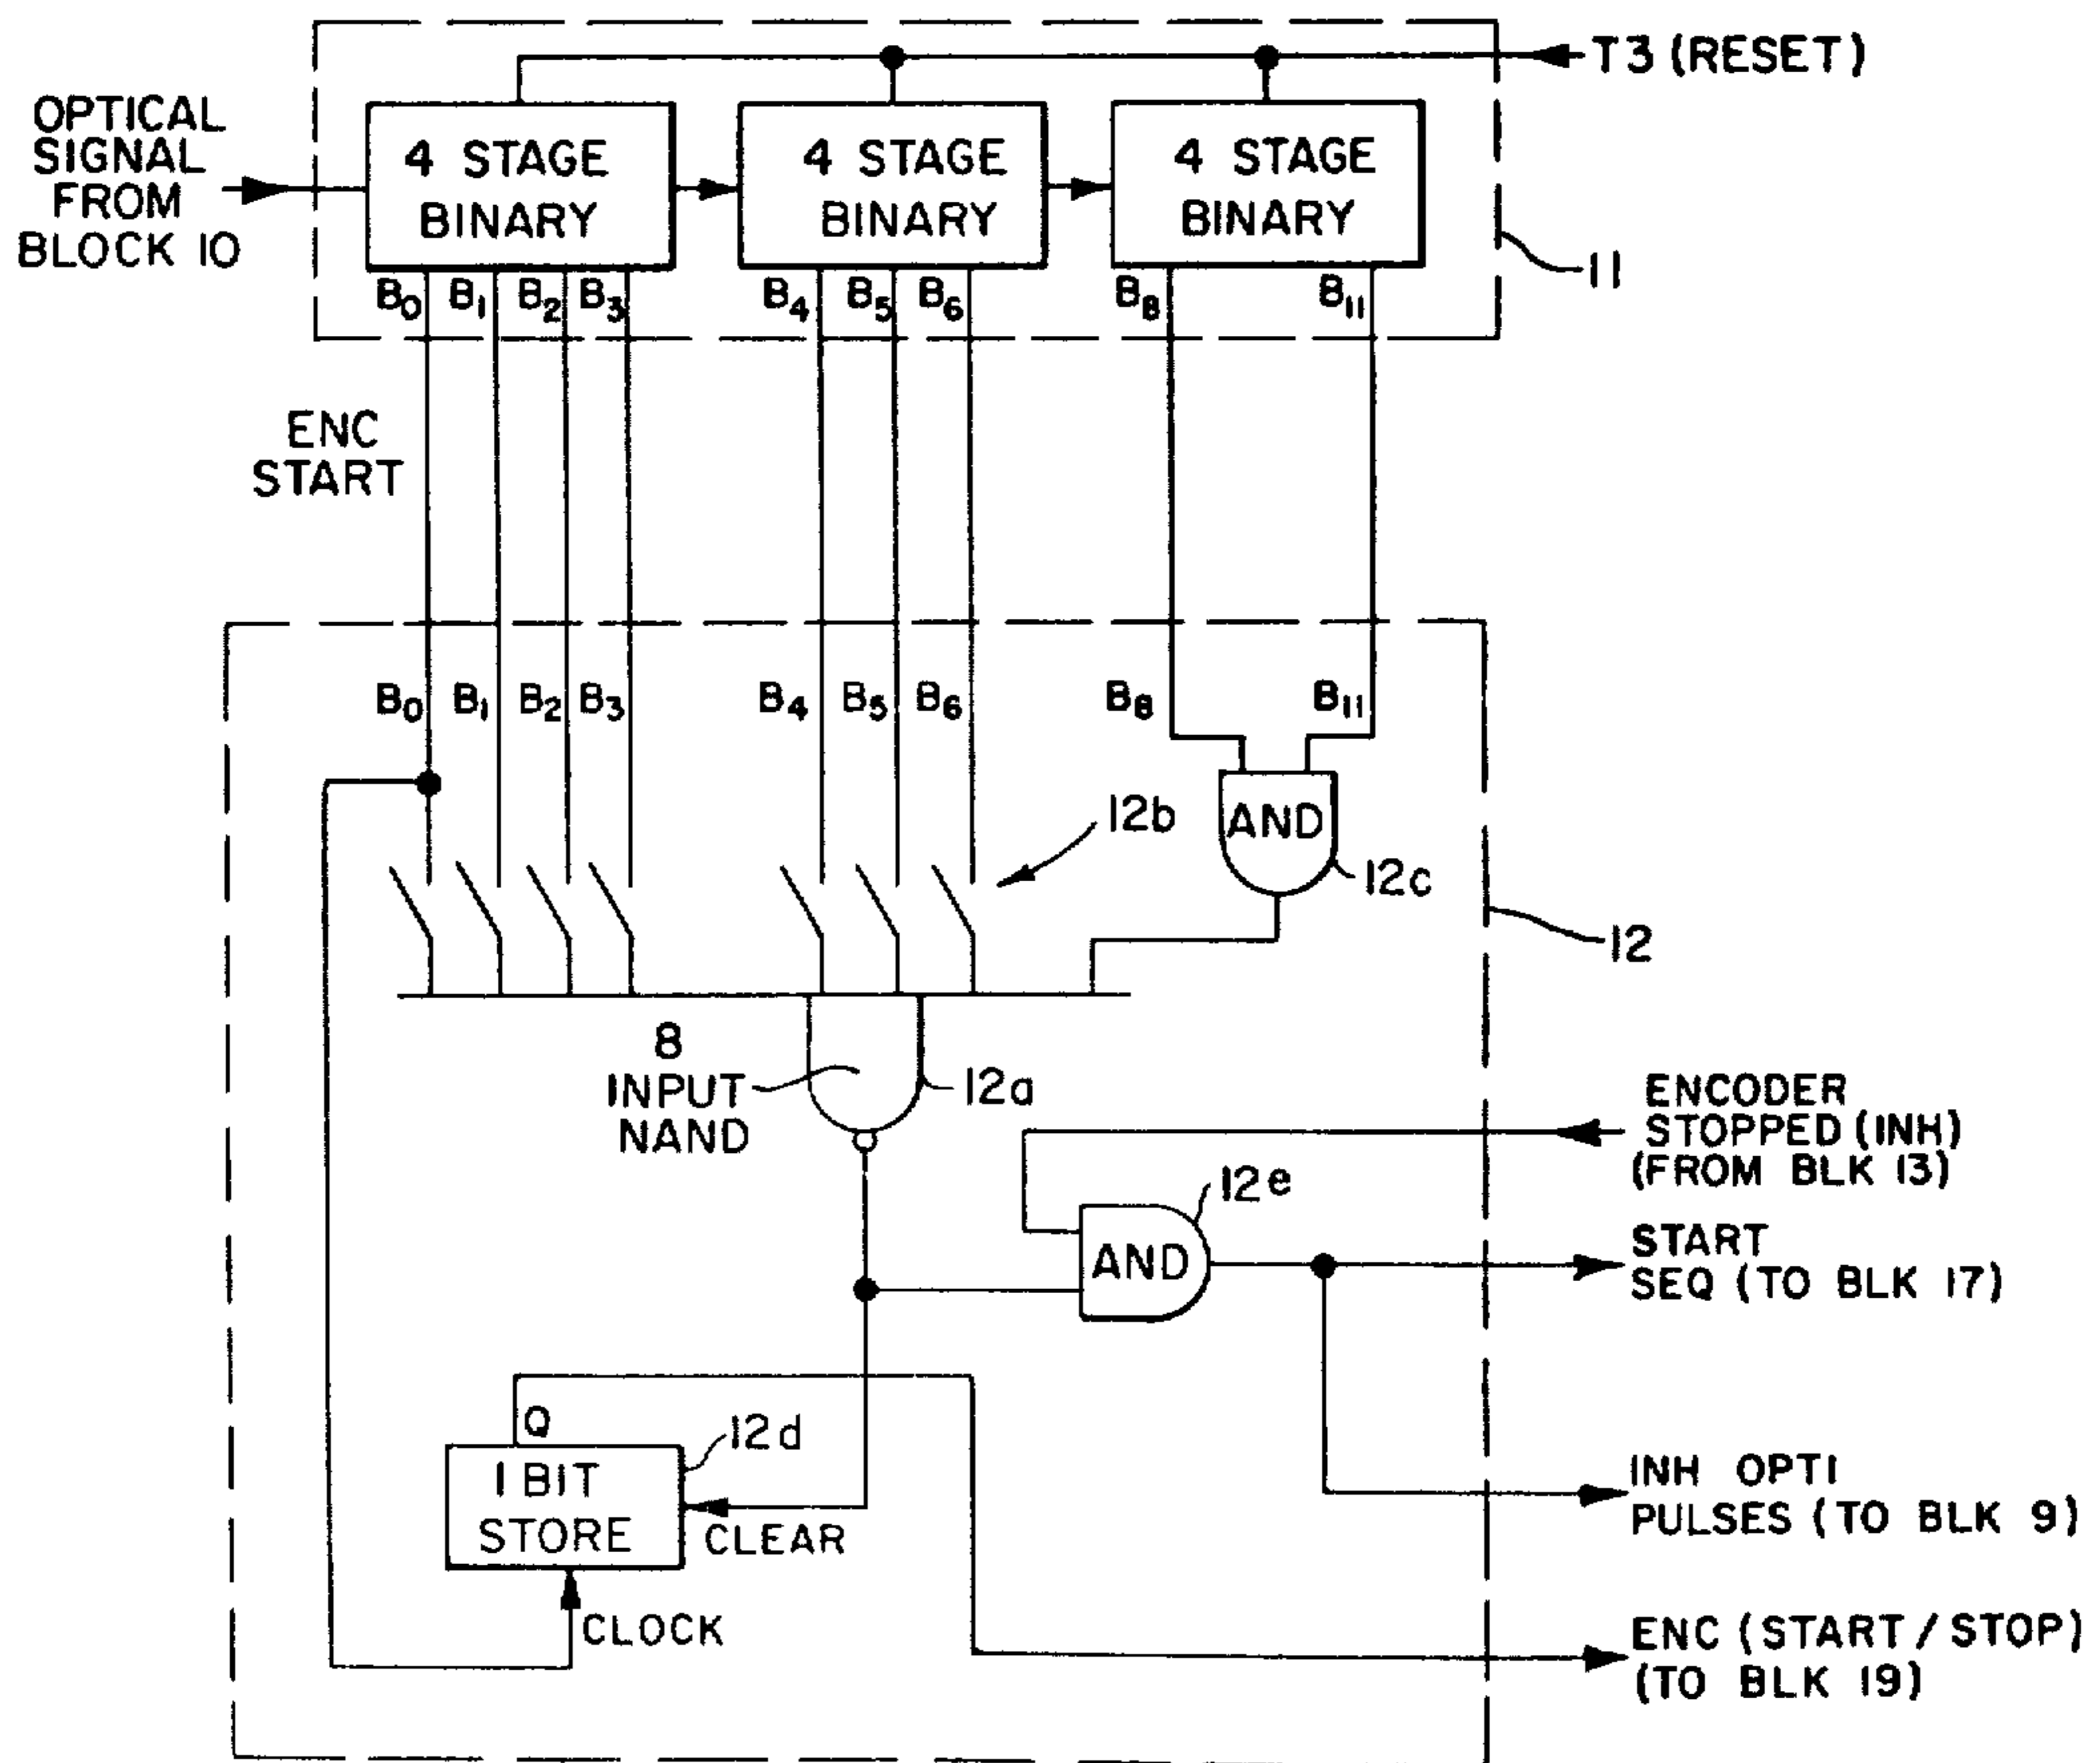 T3 (RESET)
OPTICAL
SIGNAL
FROM
BLOCK 10
4 STAGE
BINARY
4 STAGE
BINARY
4 STAGE
BINARY
11
B0 B1 B2 B3 B4 B5 B6 B8 B11
ENC
START
B0 B1 B2 B3 B4 B5 B6 B8 B11
12b
AND
12c
12
8
INPUT
NAND
12a
ENCODER
STOPPED (INH)
(FROM BLK 13)
12e
AND
START
SEQ (TO BLK 17)
Q
12d
1 BIT
STORE
CLEAR
INH OPTI
PULSES (TO BLK 9)
CLOCK
ENC (START / STOP)
(TO BLK 19)